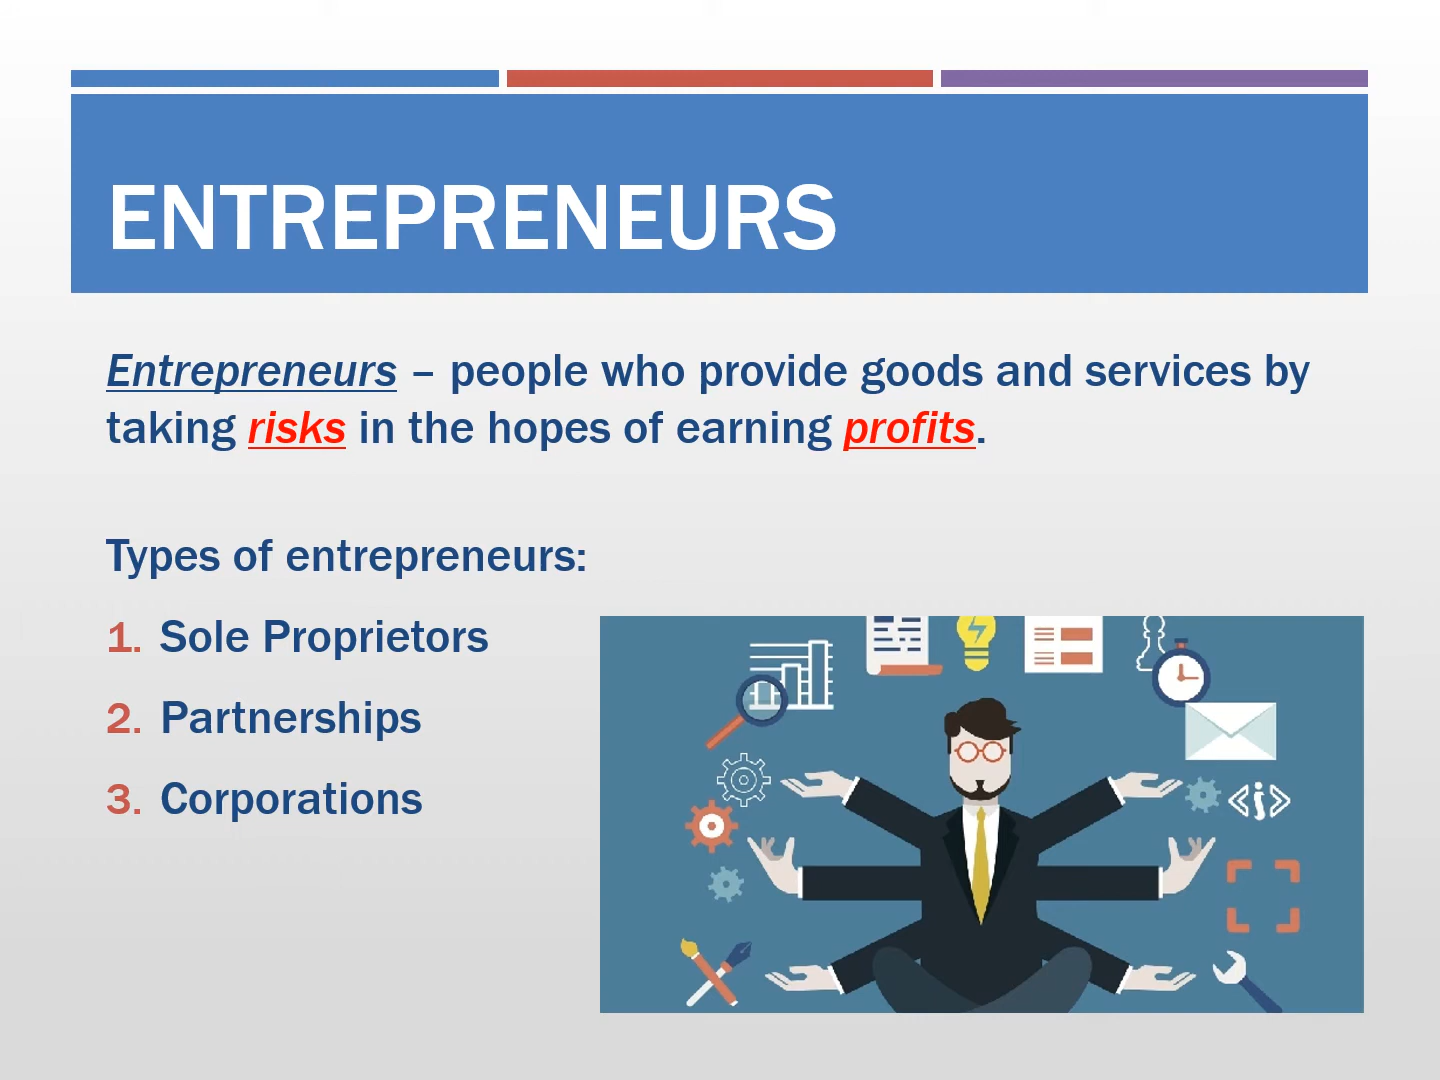 ENTREPRENEURS
Entrepreneurs – people who provide goods and services by
taking risks in the hopes of earning profits.
Types of entrepreneurs:
1. Sole Proprietors
2. Partnerships
3. Corporations
<i>